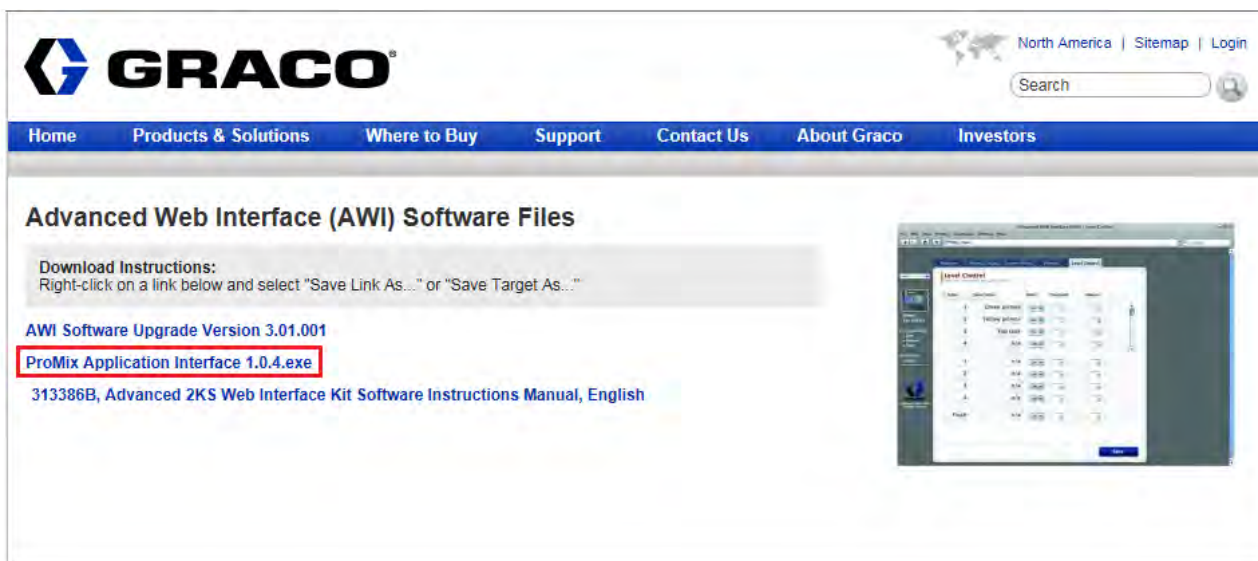 GRACO®
North America | Sitemap | Login
Search
Home Products & Solutions Where to Buy Support Contact Us About Graco Investors
Advanced Web Interface (AWI) Software Files
Download Instructions:
Right-click on a link below and select "Save Link As..." or "Save Target As..."
AWI Software Upgrade Version 3.01.001
ProMix Application Interface 1.0.4.exe
313386B, Advanced 2KS Web Interface Kit Software Instructions Manual, English
Level Control